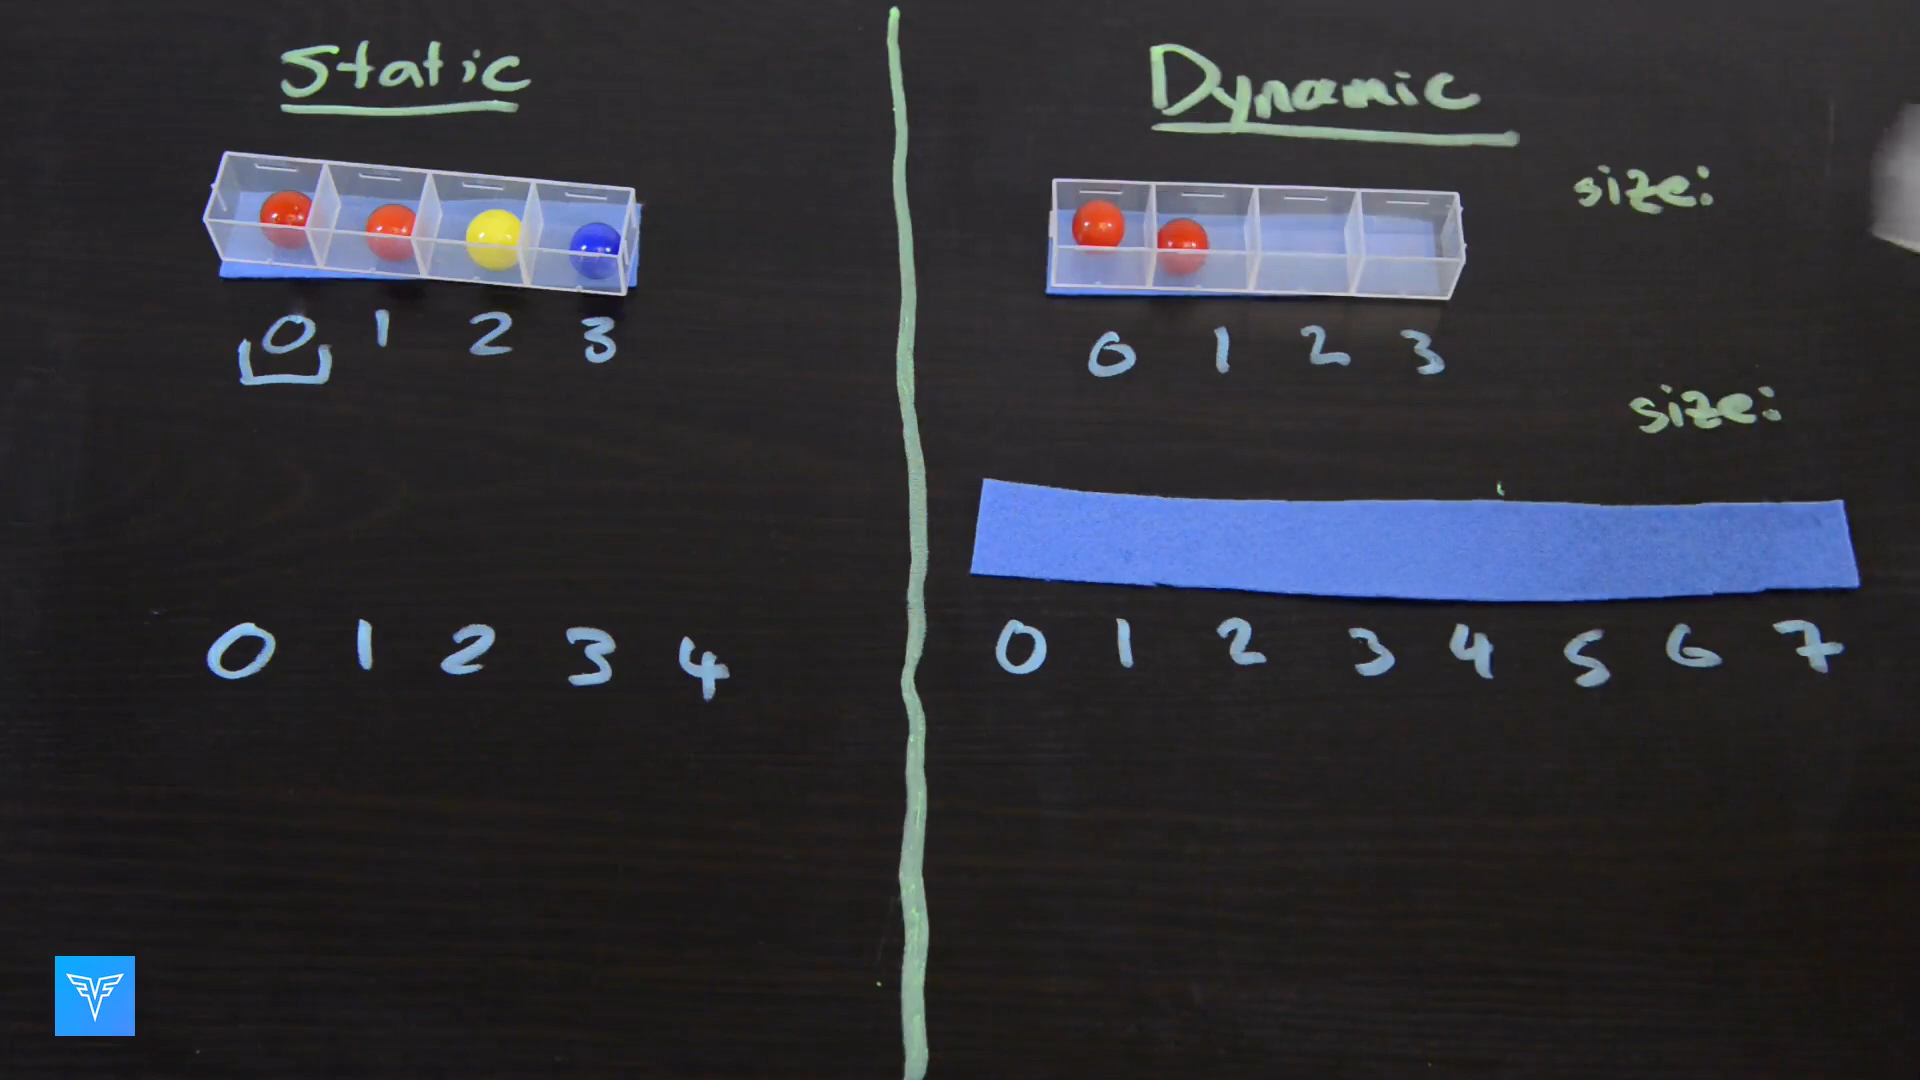 Static
0 1 2 3
0 1 2 3 4
Dynamic
size:
0 1 2 3
size:
0 1 2 3 4 5 6 7